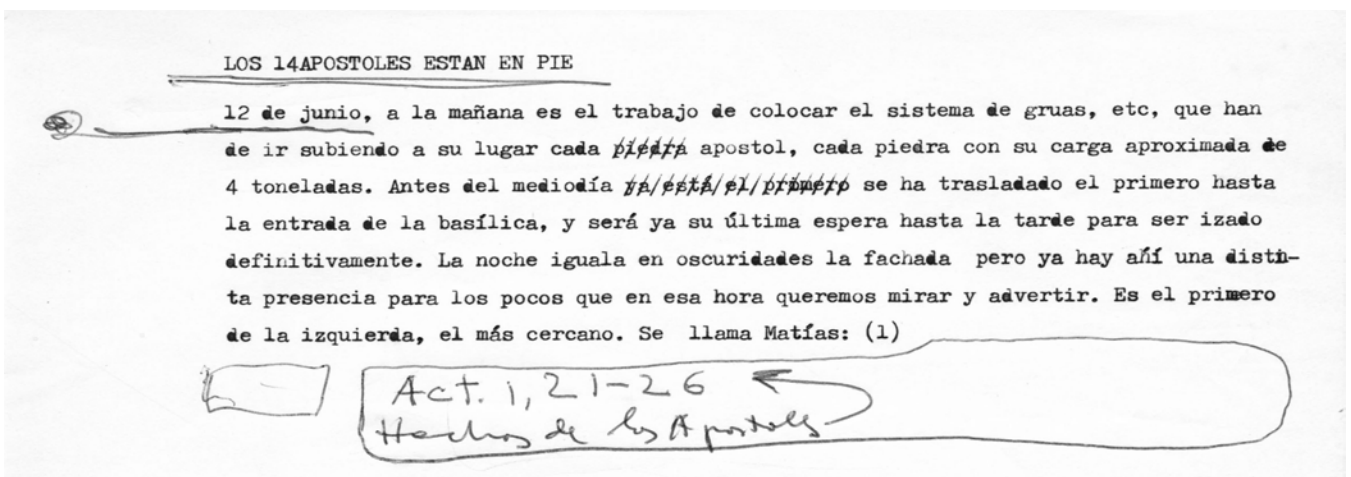 LOS 14APOSTOLES ESTAN EN PIE
12 de junio, a la mañana es el trabajo de colocar el sistema de gruas, etc, que han
de ir subiendo a su lugar cada piedra apostol, cada piedra con su carga aproximada de
4 toneladas. Antes del mediodía ya/está/el/primero se ha trasladado el primero hasta
la entrada de la basílica, y será ya su última espera hasta la tarde para ser izado
definitivamente. La noche iguala en oscuridades la fachada pero ya hay ahí una distin-
ta presencia para los pocos que en esa hora queremos mirar y advertir. Es el primero
de la izquierda, el más cercano. Se llama Matías: (1)
Act. 1, 21-26
Hechos de los Apostoles